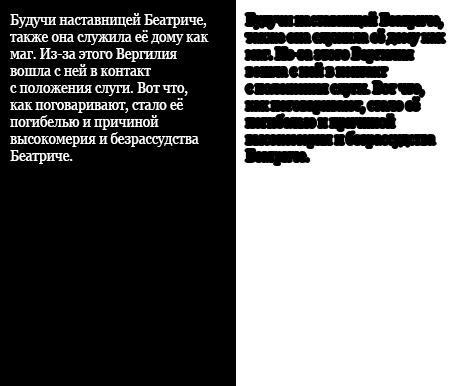 Будучи наставницей Беатриче,
также она служила её дому как
маг. Из-за этого Вергилия
вошла с ней в контакт
с положения слуги. Вот что,
как поговаривают, стало её
погибелью и причиной
высокомерия и безрассудства
Беатриче.
Будучи наставницей Беатриче,
также она служила её дому как
маг. Из-за этого Вергилия
вошла с ней в контакт
с положения слуги. Вот что,
как поговаривают, стало её
погибелью и причиной
высокомерия и безрассудства
Беатриче.